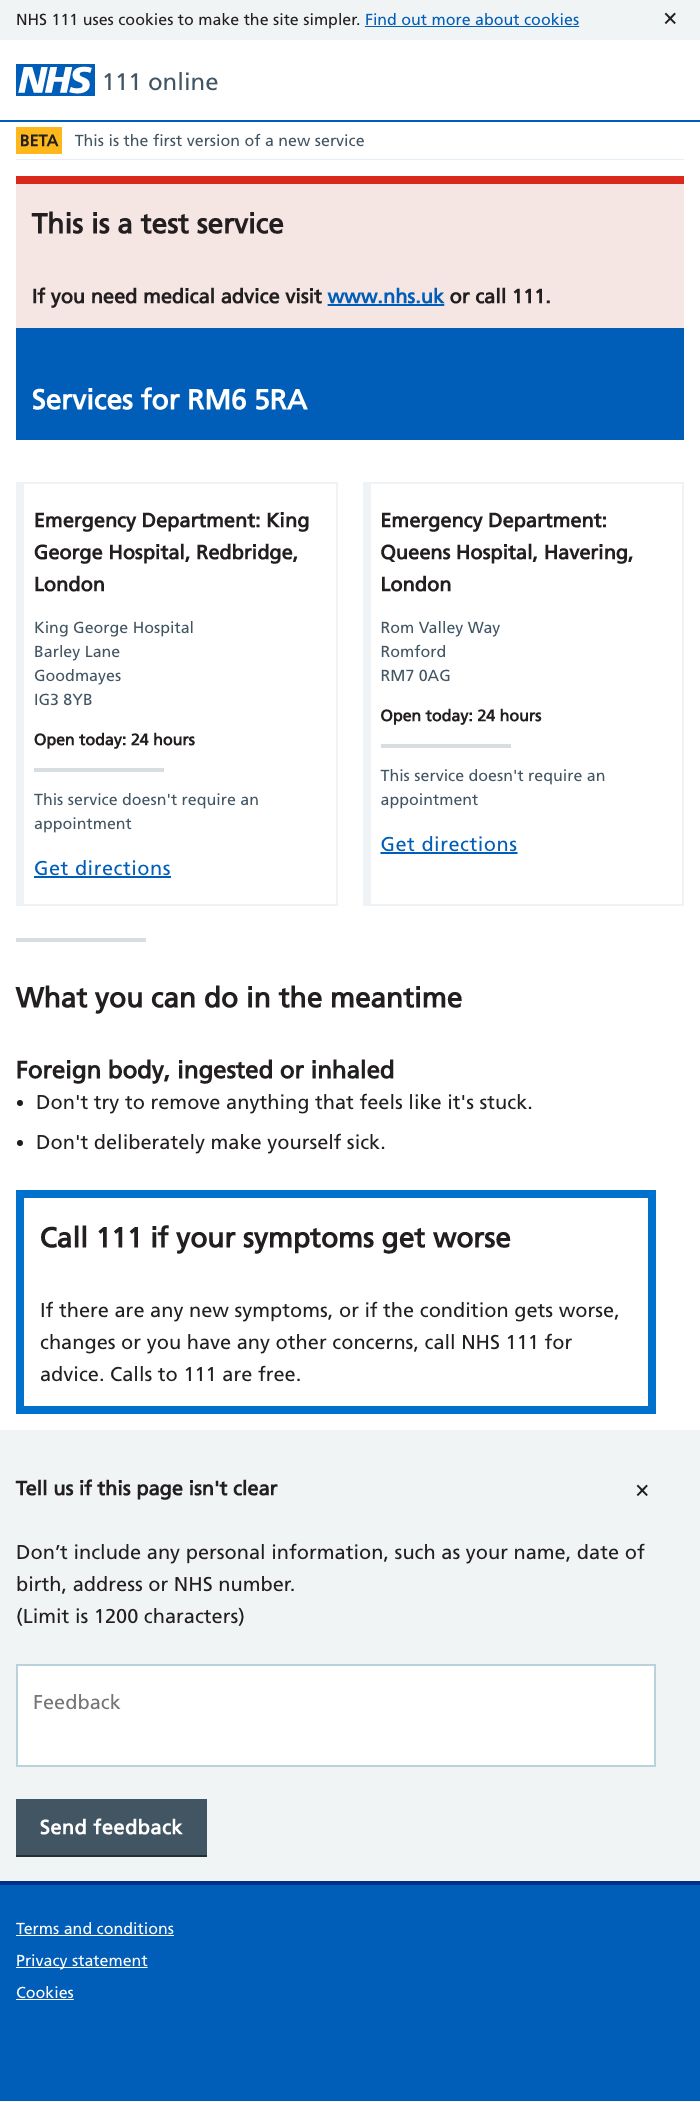 NHS 111 uses cookies to make the site simpler. Find out more about cookies ✕
NHS 111 online
BETA This is the first version of a new service
This is a test service
If you need medical advice visit www.nhs.uk or call 111.
Services for RM6 5RA
Emergency Department: King
George Hospital, Redbridge,
London
King George Hospital
Barley Lane
Goodmayes
IG3 8YB
Open today: 24 hours
This service doesn't require an
appointment
Get directions
Emergency Department:
Queens Hospital, Havering,
London
Rom Valley Way
Romford
RM7 0AG
Open today: 24 hours
This service doesn't require an
appointment
Get directions
What you can do in the meantime
Foreign body, ingested or inhaled
• Don't try to remove anything that feels like it's stuck.
• Don't deliberately make yourself sick.
Call 111 if your symptoms get worse
If there are any new symptoms, or if the condition gets worse,
changes or you have any other concerns, call NHS 111 for
advice. Calls to 111 are free.
Tell us if this page isn't clear ✕
Don’t include any personal information, such as your name, date of
birth, address or NHS number.
(Limit is 1200 characters)
Feedback
Send feedback
Terms and conditions
Privacy statement
Cookies